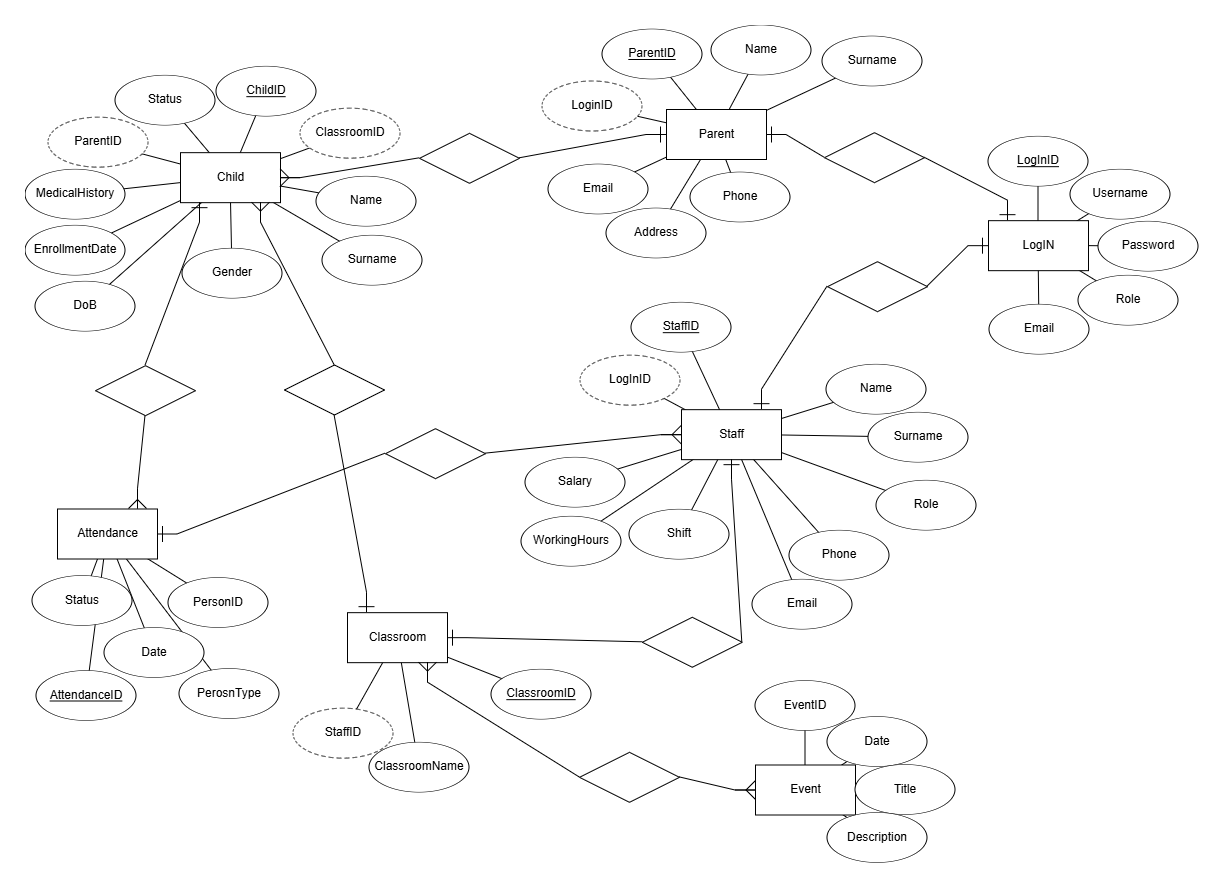 ParentID
Name
Surname
LoginID
Parent
Email
Phone
Address
Status
ChildID
ClassroomID
ParentID
Child
MedicalHistory
Name
EnrollmentDate
Surname
Gender
DoB
LogInID
Username
LogIN
Password
Role
Email
StaffID
LogInID
Name
Staff
Surname
Salary
Role
WorkingHours
Shift
Phone
Email
Attendance
Status
PersonID
Date
AttendanceID
PerosnType
Classroom
ClassroomID
StaffID
ClassroomName
EventID
Date
Event
Title
Description